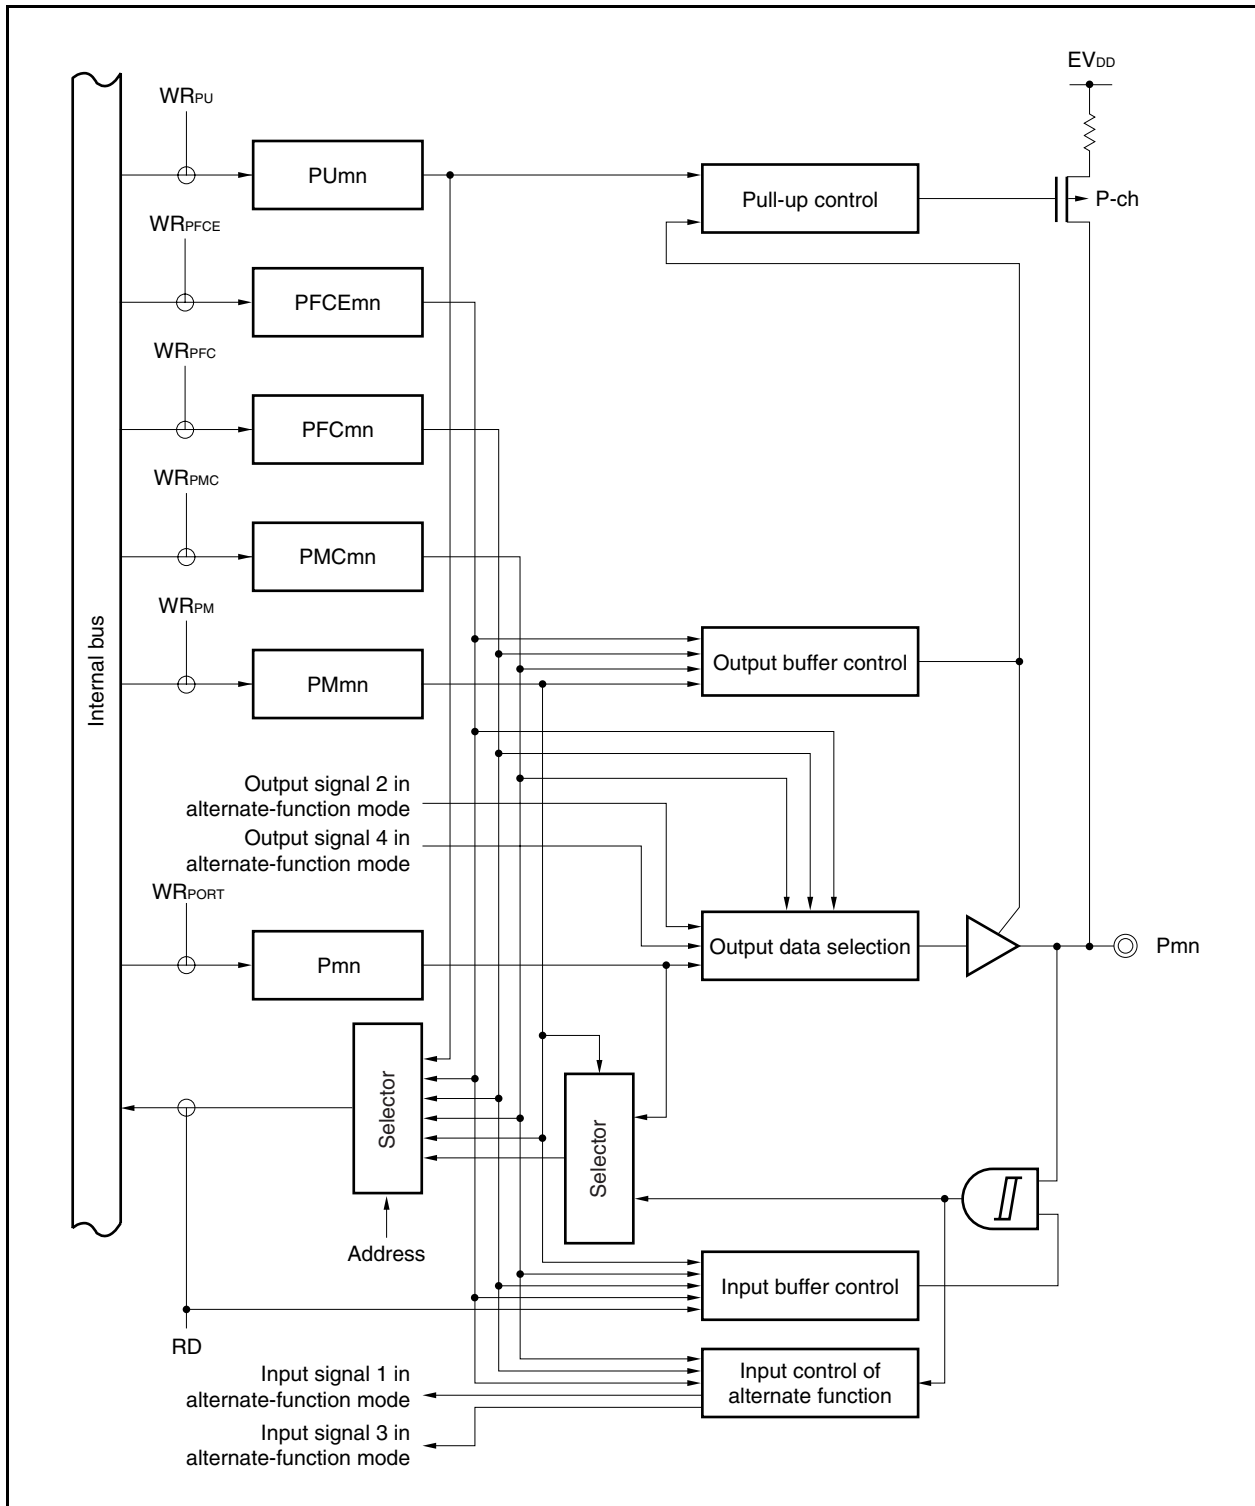 EVDD
WRPU
PUmn
Pull-up control
P-ch
WRPFCE
PFCEmn
WRPFC
PFCmn
WRPMC
PMCmn
WRPM
PMmn
Output buffer control
Internal bus
Output signal 2 in
alternate-function mode
Output signal 4 in
alternate-function mode
WRPORT
Pmn
Output data selection
Pmn
Selector
Selector
Address
Input buffer control
RD
Input signal 1 in
alternate-function mode
Input control of
alternate function
Input signal 3 in
alternate-function mode